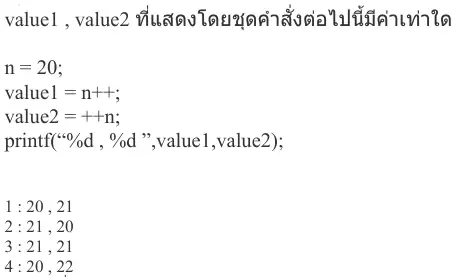 value1 , value2 ที่แสดงโดยชุดคำสั่งต่อไปนี้มีค่าเท่าใด
n = 20;
value1 = n++;
value2 = ++n;
printf(“%d , %d ”,value1,value2);
1 : 20 , 21
2 : 21 , 20
3 : 21 , 21
4 : 20 , 22